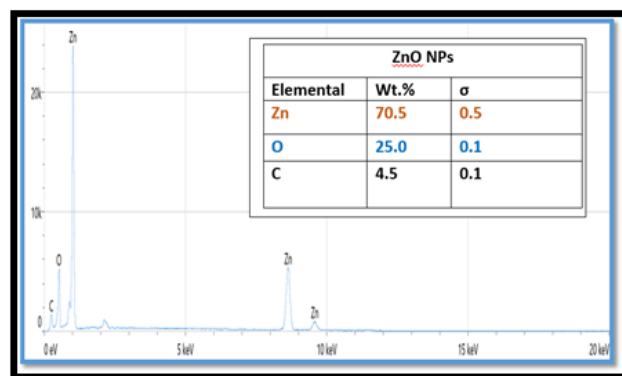 Zn
ZnO NPs
Elemental Wt.% σ
Zn 70.5 0.5
O 25.0 0.1
C 4.5 0.1
20k
10k
O
C
Zn
Zn
0
0 eV 5 keV 10 keV 15 keV 20 keV